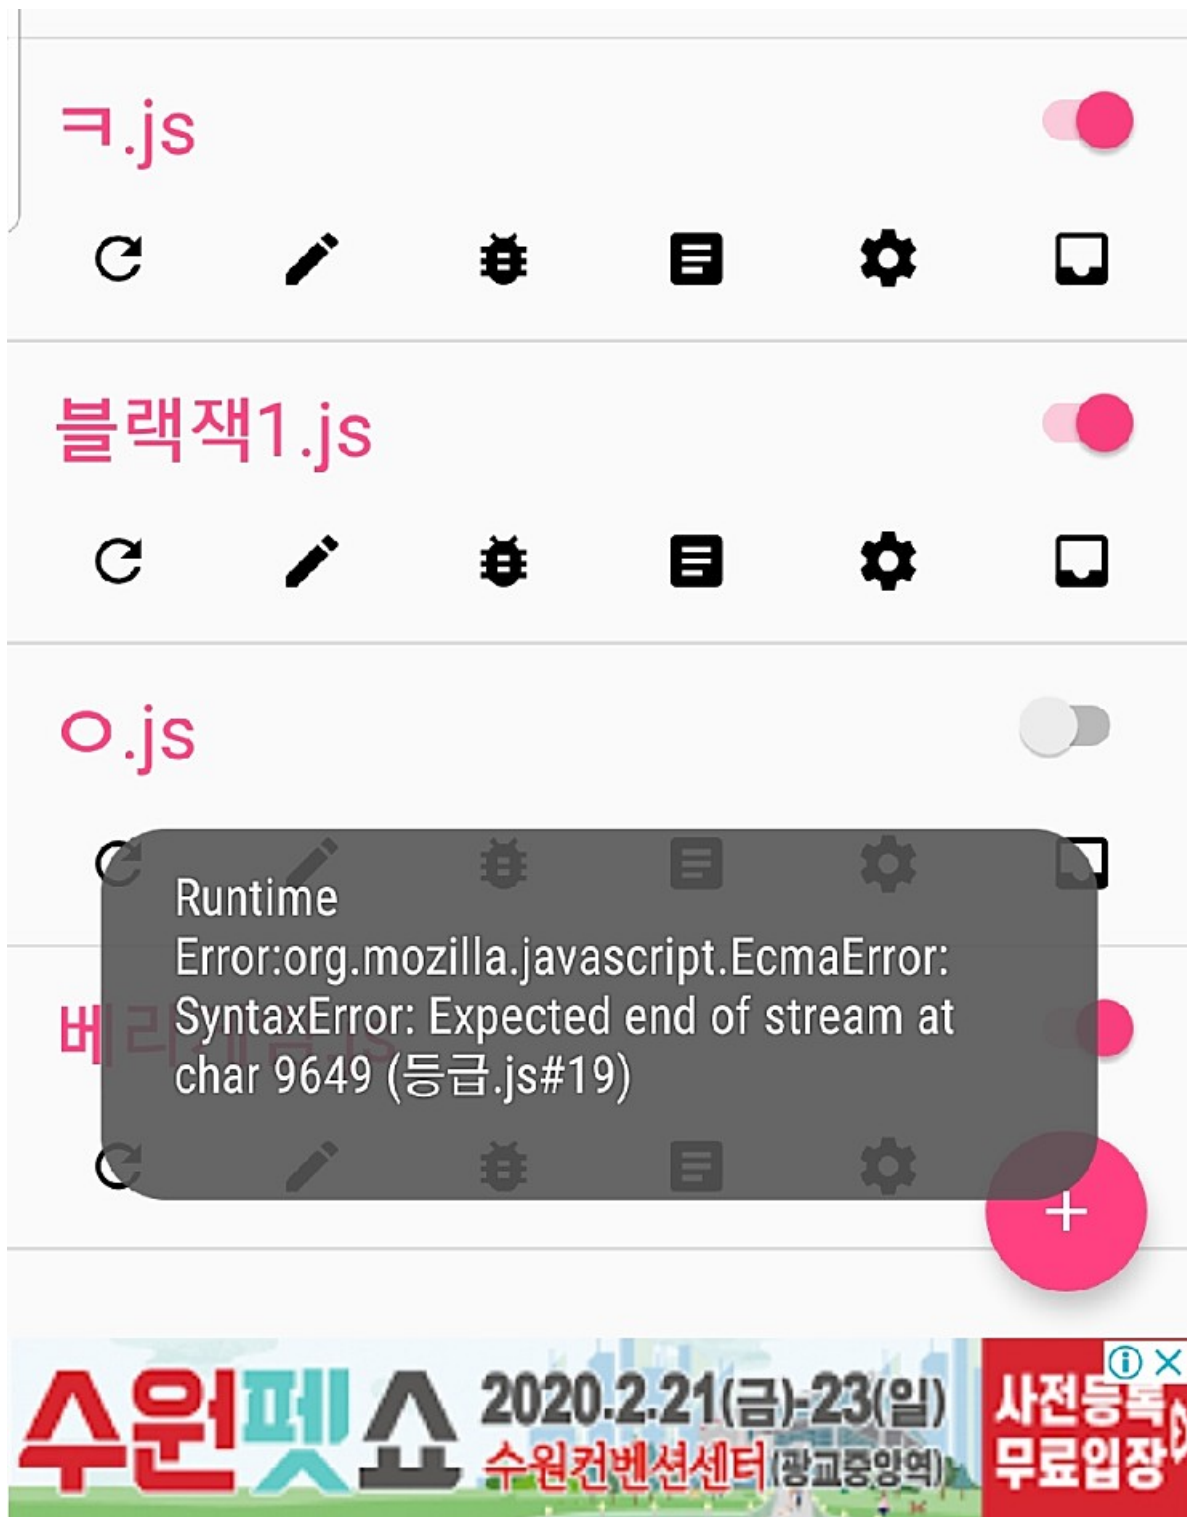 ㅋ.js
블랙잭1.js
ㅇ.js
Runtime
Error:org.mozilla.javascript.EcmaError:
SyntaxError: Expected end of stream at
char 9649 (등급.js#19)
수원펫쇼
2020.2.21(금)-23(일)
수원컨벤션센터(광교중앙역)
사전등록
무료입장